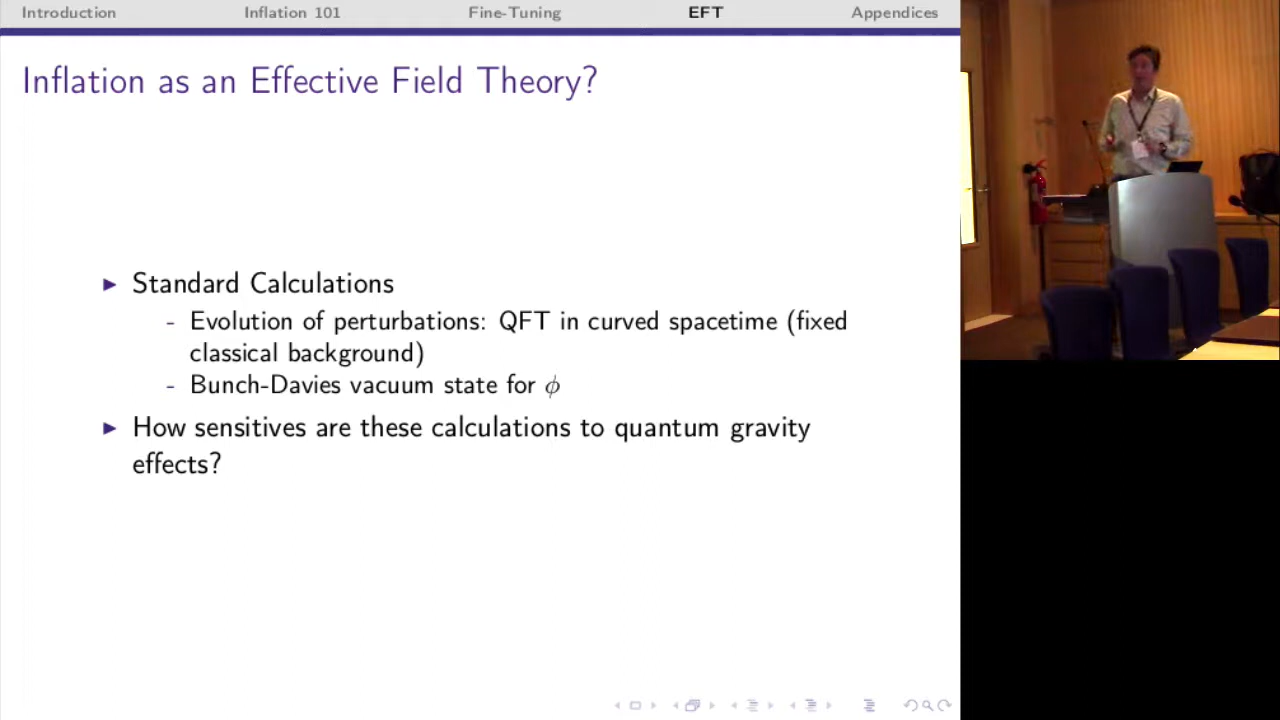 Introduction Inflation 101 Fine-Tuning EFT Appendices
Inflation as an Effective Field Theory?
▶ Standard Calculations
- Evolution of perturbations: QFT in curved spacetime (fixed
classical background)
- Bunch-Davies vacuum state for ϕ
▶ How sensitives are these calculations to quantum gravity
effects?